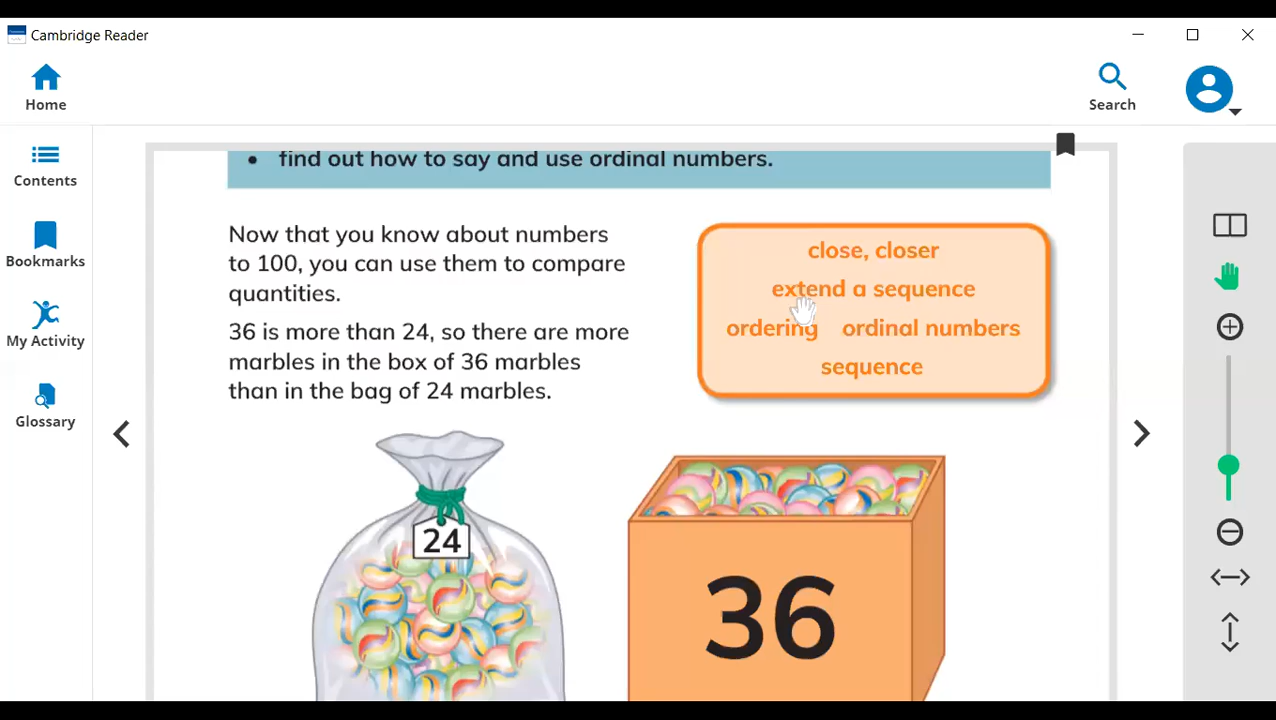 Cambridge Reader
Home
Search
Contents
Bookmarks
My Activity
Glossary
• find out how to say and use ordinal numbers.
Now that you know about numbers
to 100, you can use them to compare
quantities.
36 is more than 24, so there are more
marbles in the box of 36 marbles
than in the bag of 24 marbles.
close, closer
extend a sequence
ordering ordinal numbers
sequence
24
36